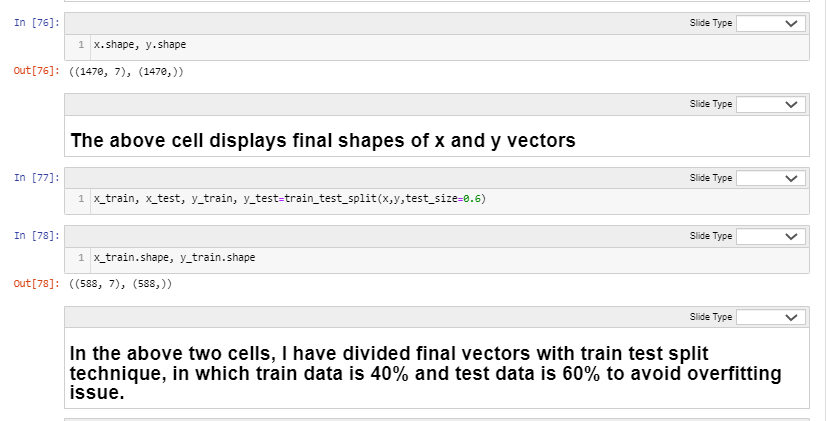 In [76]:
Slide Type
1 x.shape, y.shape
Out[76]: ((1470, 7), (1470,))
Slide Type
The above cell displays final shapes of x and y vectors
In [77]:
Slide Type
1 x_train, x_test, y_train, y_test=train_test_split(x,y,test_size=0.6)
In [78]:
Slide Type
1 x_train.shape, y_train.shape
Out[78]: ((588, 7), (588,))
Slide Type
In the above two cells, I have divided final vectors with train test split
technique, in which train data is 40% and test data is 60% to avoid overfitting
issue.